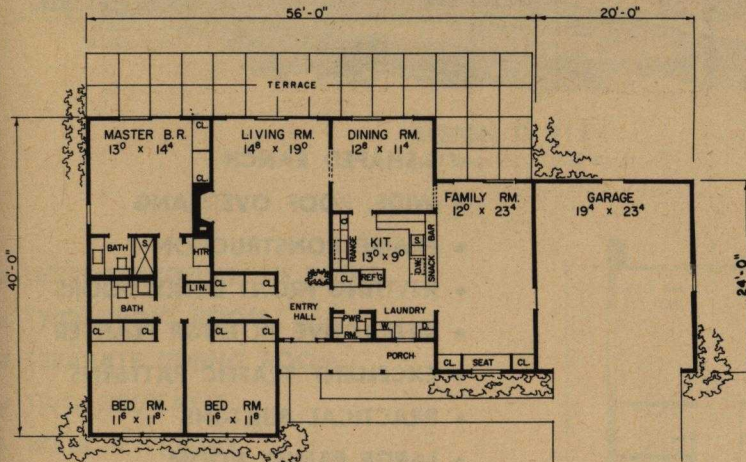 56'-0"
20'-0"
TERRACE
MASTER B.R.
13⁰ x 14⁴
CL.
CL.
LIVING RM.
14⁸ x 19⁰
DINING RM.
12⁸ x 11⁴
FAMILY RM.
12⁰ x 23⁴
GARAGE
19⁴ x 23⁴
40'-0"
24'-0"
BATH
S.
HTR.
LIN.
CL.
CL.
RANGE
KIT.
13⁰ x 9⁰
S.
D.W.
SNACK BAR
CL.
REF'G.
BATH
ENTRY
HALL
PWR.
RM.
LAUNDRY
W.
D.
CL.
CL.
CL.
CL.
PORCH
CL.
SEAT
CL.
BED RM.
11⁶ x 11⁸
BED RM.
11⁶ x 11⁸